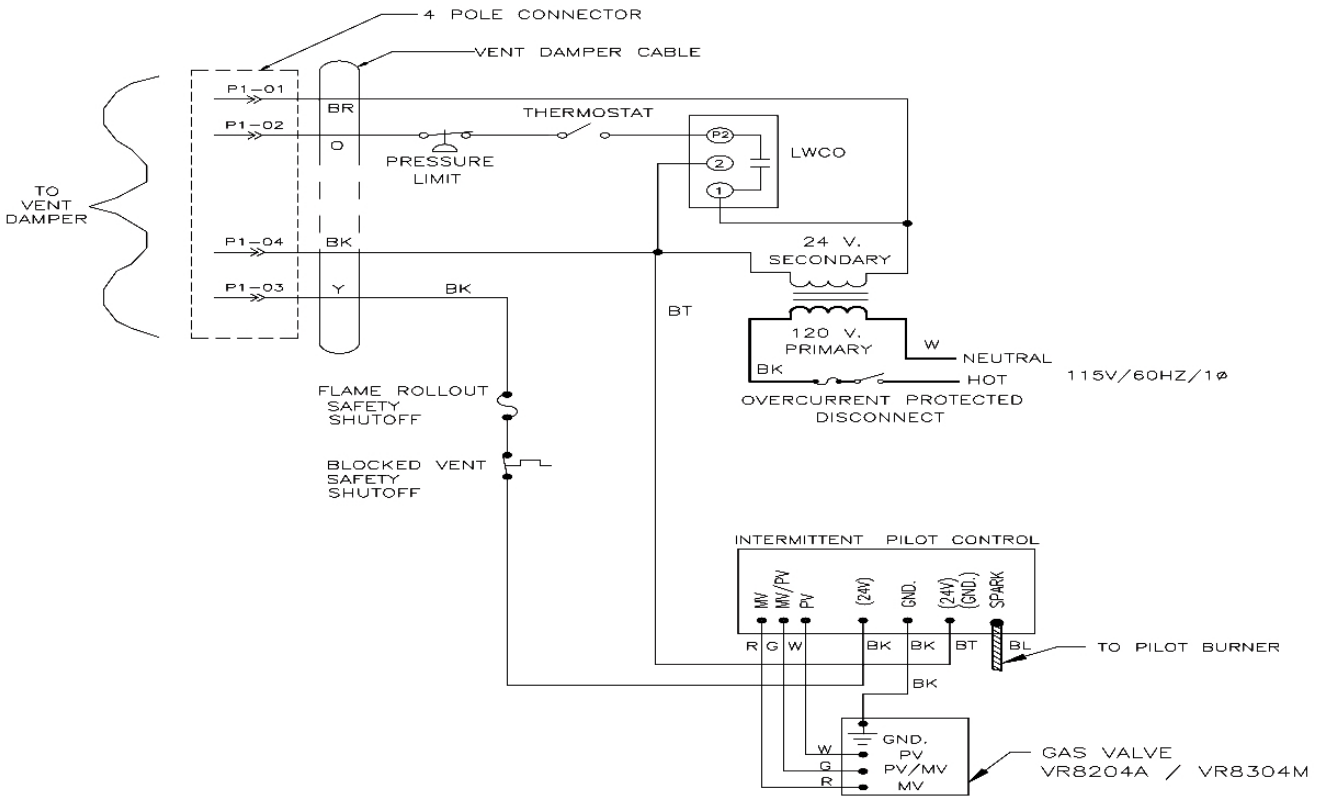 4 POLE CONNECTOR
VENT DAMPER CABLE
P1-01
BR
P1-02
O
THERMOSTAT
P2
PRESSURE
LIMIT
2
LWCO
1
TO
VENT
DAMPER
P1-04
BK
24 V.
SECONDARY
P1-03
Y
BK
BT
120 V.
PRIMARY
W
NEUTRAL
BK
HOT
115V/60HZ/1ø
OVERCURRENT PROTECTED
DISCONNECT
FLAME ROLLOUT
SAFETY
SHUTOFF
BLOCKED VENT
SAFETY
SHUTOFF
INTERMITTENT PILOT CONTROL
MV
MV/PV
PV
(24V)
GND.
(24V)
(GND.)
SPARK
R G W BK BK BT BL
TO PILOT BURNER
BK
GND.
W PV
G PV/MV
R MV
GAS VALVE
VR8204A / VR8304M